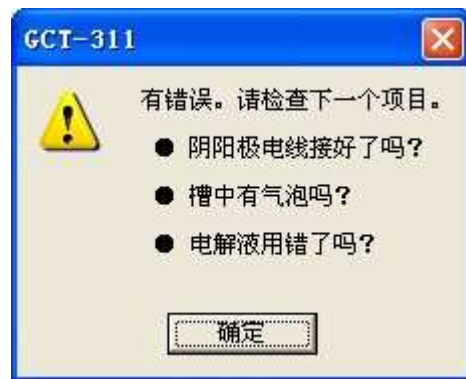 GCT-311
有错误。请检查下一个项目。
● 阴阳极电线接好了吗?
● 槽中有气泡吗?
● 电解液用错了吗?
确定